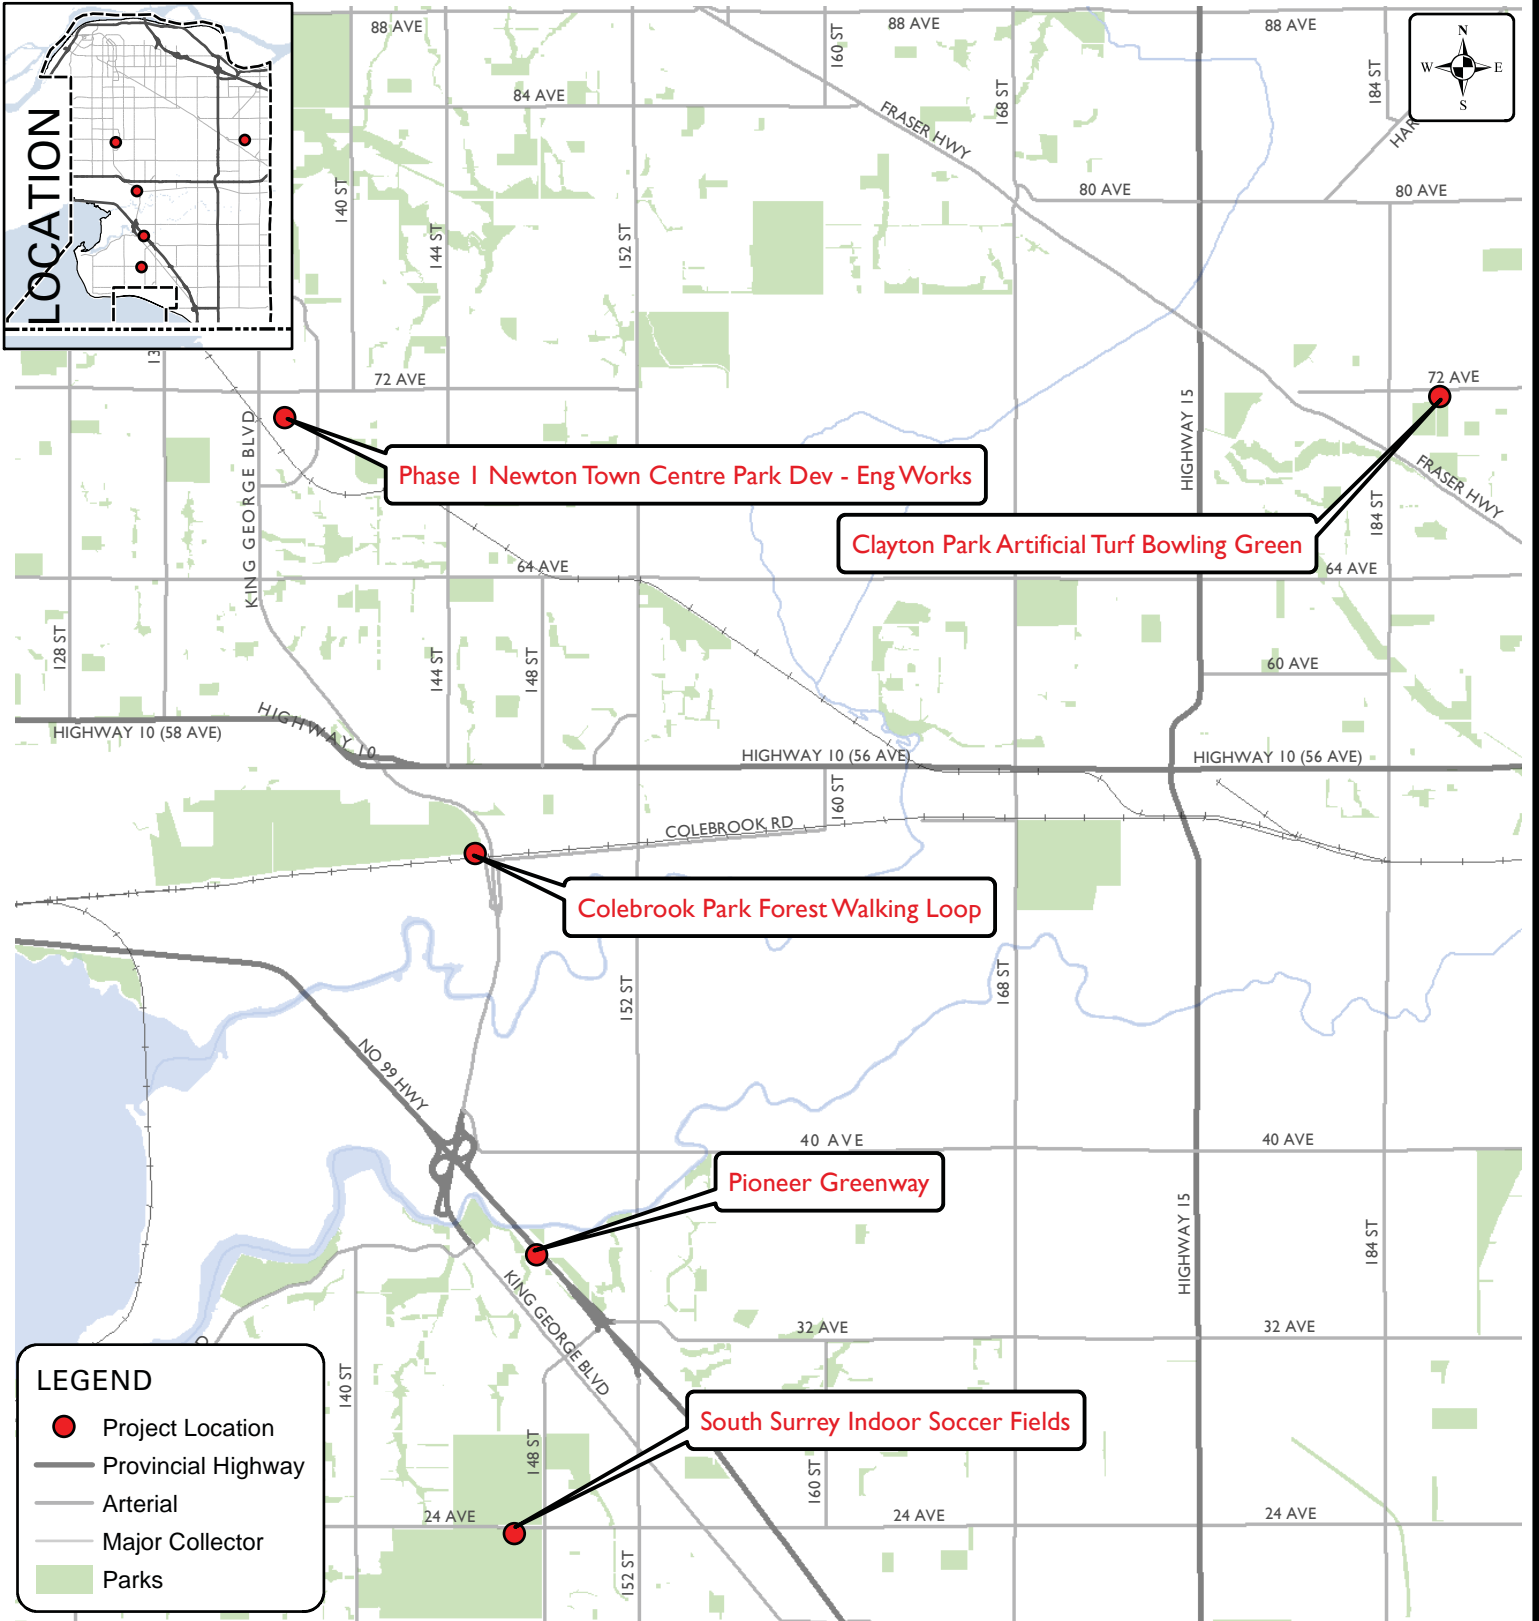 LOCATION
88 AVE
88 AVE
88 AVE
160 ST
184 ST
N
W
E
S
84 AVE
FRASER HWY
168 ST
HAR
140 ST
80 AVE
80 AVE
144 ST
152 ST
13
72 AVE
72 AVE
KING GEORGE BLVD
HIGHWAY 15
Phase 1 Newton Town Centre Park Dev - Eng Works
FRASER HWY
184 ST
Clayton Park Artificial Turf Bowling Green
64 AVE
64 AVE
128 ST
144 ST
148 ST
60 AVE
HIGHWAY 10
HIGHWAY 10 (58 AVE)
HIGHWAY 10 (56 AVE)
HIGHWAY 10 (56 AVE)
160 ST
COLEBROOK RD
Colebrook Park Forest Walking Loop
152 ST
168 ST
NO 99 HWY
40 AVE
40 AVE
Pioneer Greenway
HIGHWAY 15
184 ST
KING GEORGE BLVD
32 AVE
32 AVE
140 ST
South Surrey Indoor Soccer Fields
148 ST
160 ST
24 AVE
24 AVE
24 AVE
152 ST
LEGEND
Project Location
Provincial Highway
Arterial
Major Collector
Parks